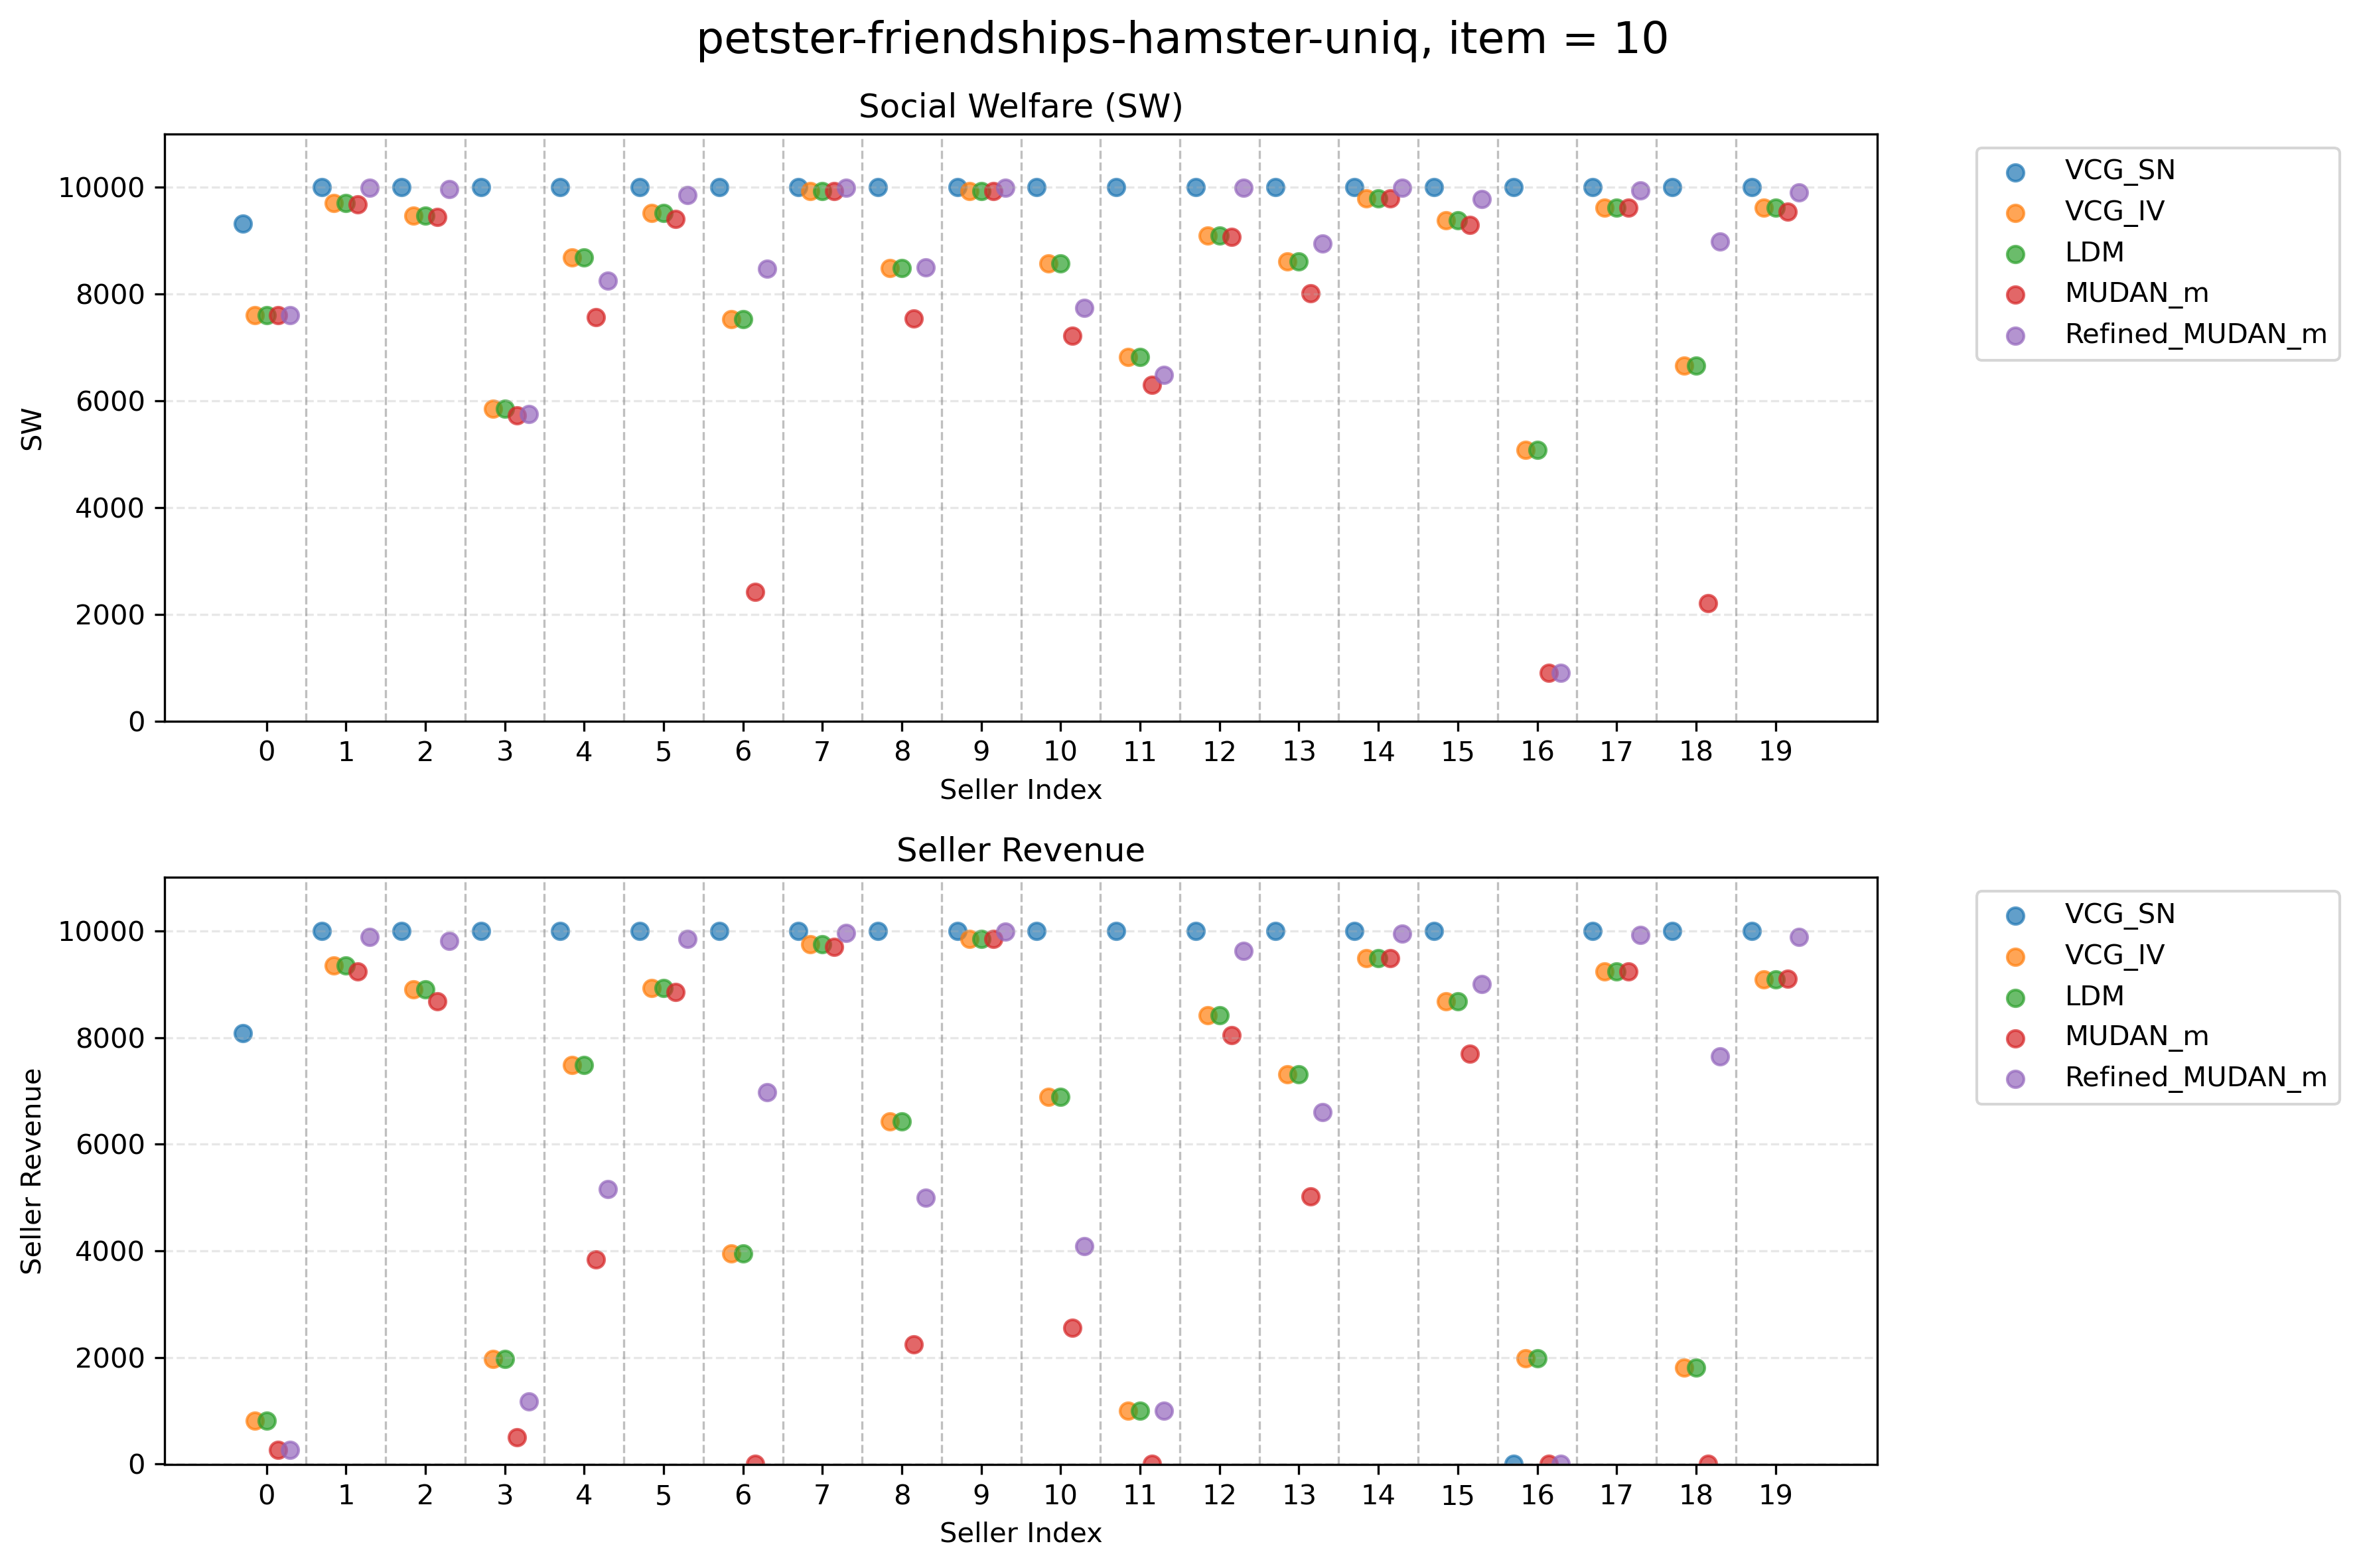 petster-friendships-hamster-uniq, item = 10
Social Welfare (SW)
10000
8000
6000
4000
2000
0
SW
0 1 2 3 4 5 6 7 8 9 10 11 12 13 14 15 16 17 18 19
Seller Index
VCG_SN
VCG_IV
LDM
MUDAN_m
Refined_MUDAN_m
Seller Revenue
10000
8000
6000
4000
2000
0
Seller Revenue
0 1 2 3 4 5 6 7 8 9 10 11 12 13 14 15 16 17 18 19
Seller Index
VCG_SN
VCG_IV
LDM
MUDAN_m
Refined_MUDAN_m